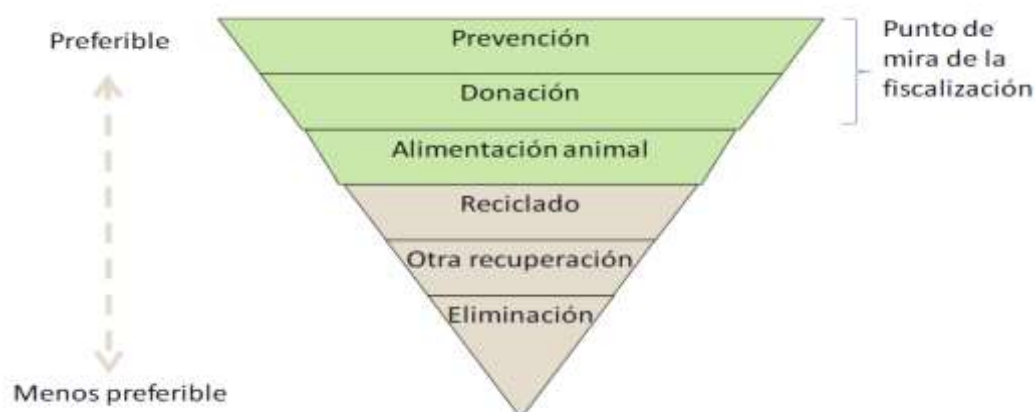 Preferible
Menos preferible
Prevención
Donación
Alimentación animal
Reciclado
Otra recuperación
Eliminación
Punto de
mira de la
fiscalización